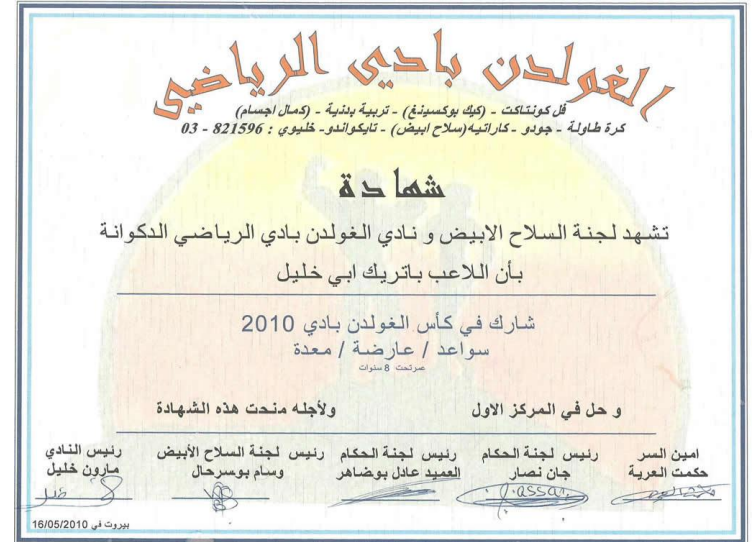 الغولدن بادي الرياضي
فل كونتاكت - (كيك بوكسينغ) - تربية بدنية - (كمال اجسام)
كرة طاولة - جودو - كاراتيه(سلاح ابيض) - تايكواندو- خليوي : 821596 - 03
شهادة
تشهد لجنة السلاح الابيض و نادي الغولدن بادي الرياضي الدكوانة
بأن اللاعب باتريك ابي خليل
شارك في كأس الغولدن بادي 2010
سواعد / عارضة / معدة
عمرتحت 8 سنوات
و حل في المركز الاول ولأجله منحت هذه الشهادة
امين السر رئيس لجنة الحكام رئيس لجنة الحكام رئيس لجنة السلاح الأبيض رئيس النادي
حكمت العرية جان نصار العميد عادل بوضاهر وسام بوسرحال مارون خليل
بيروت في 16/05/2010